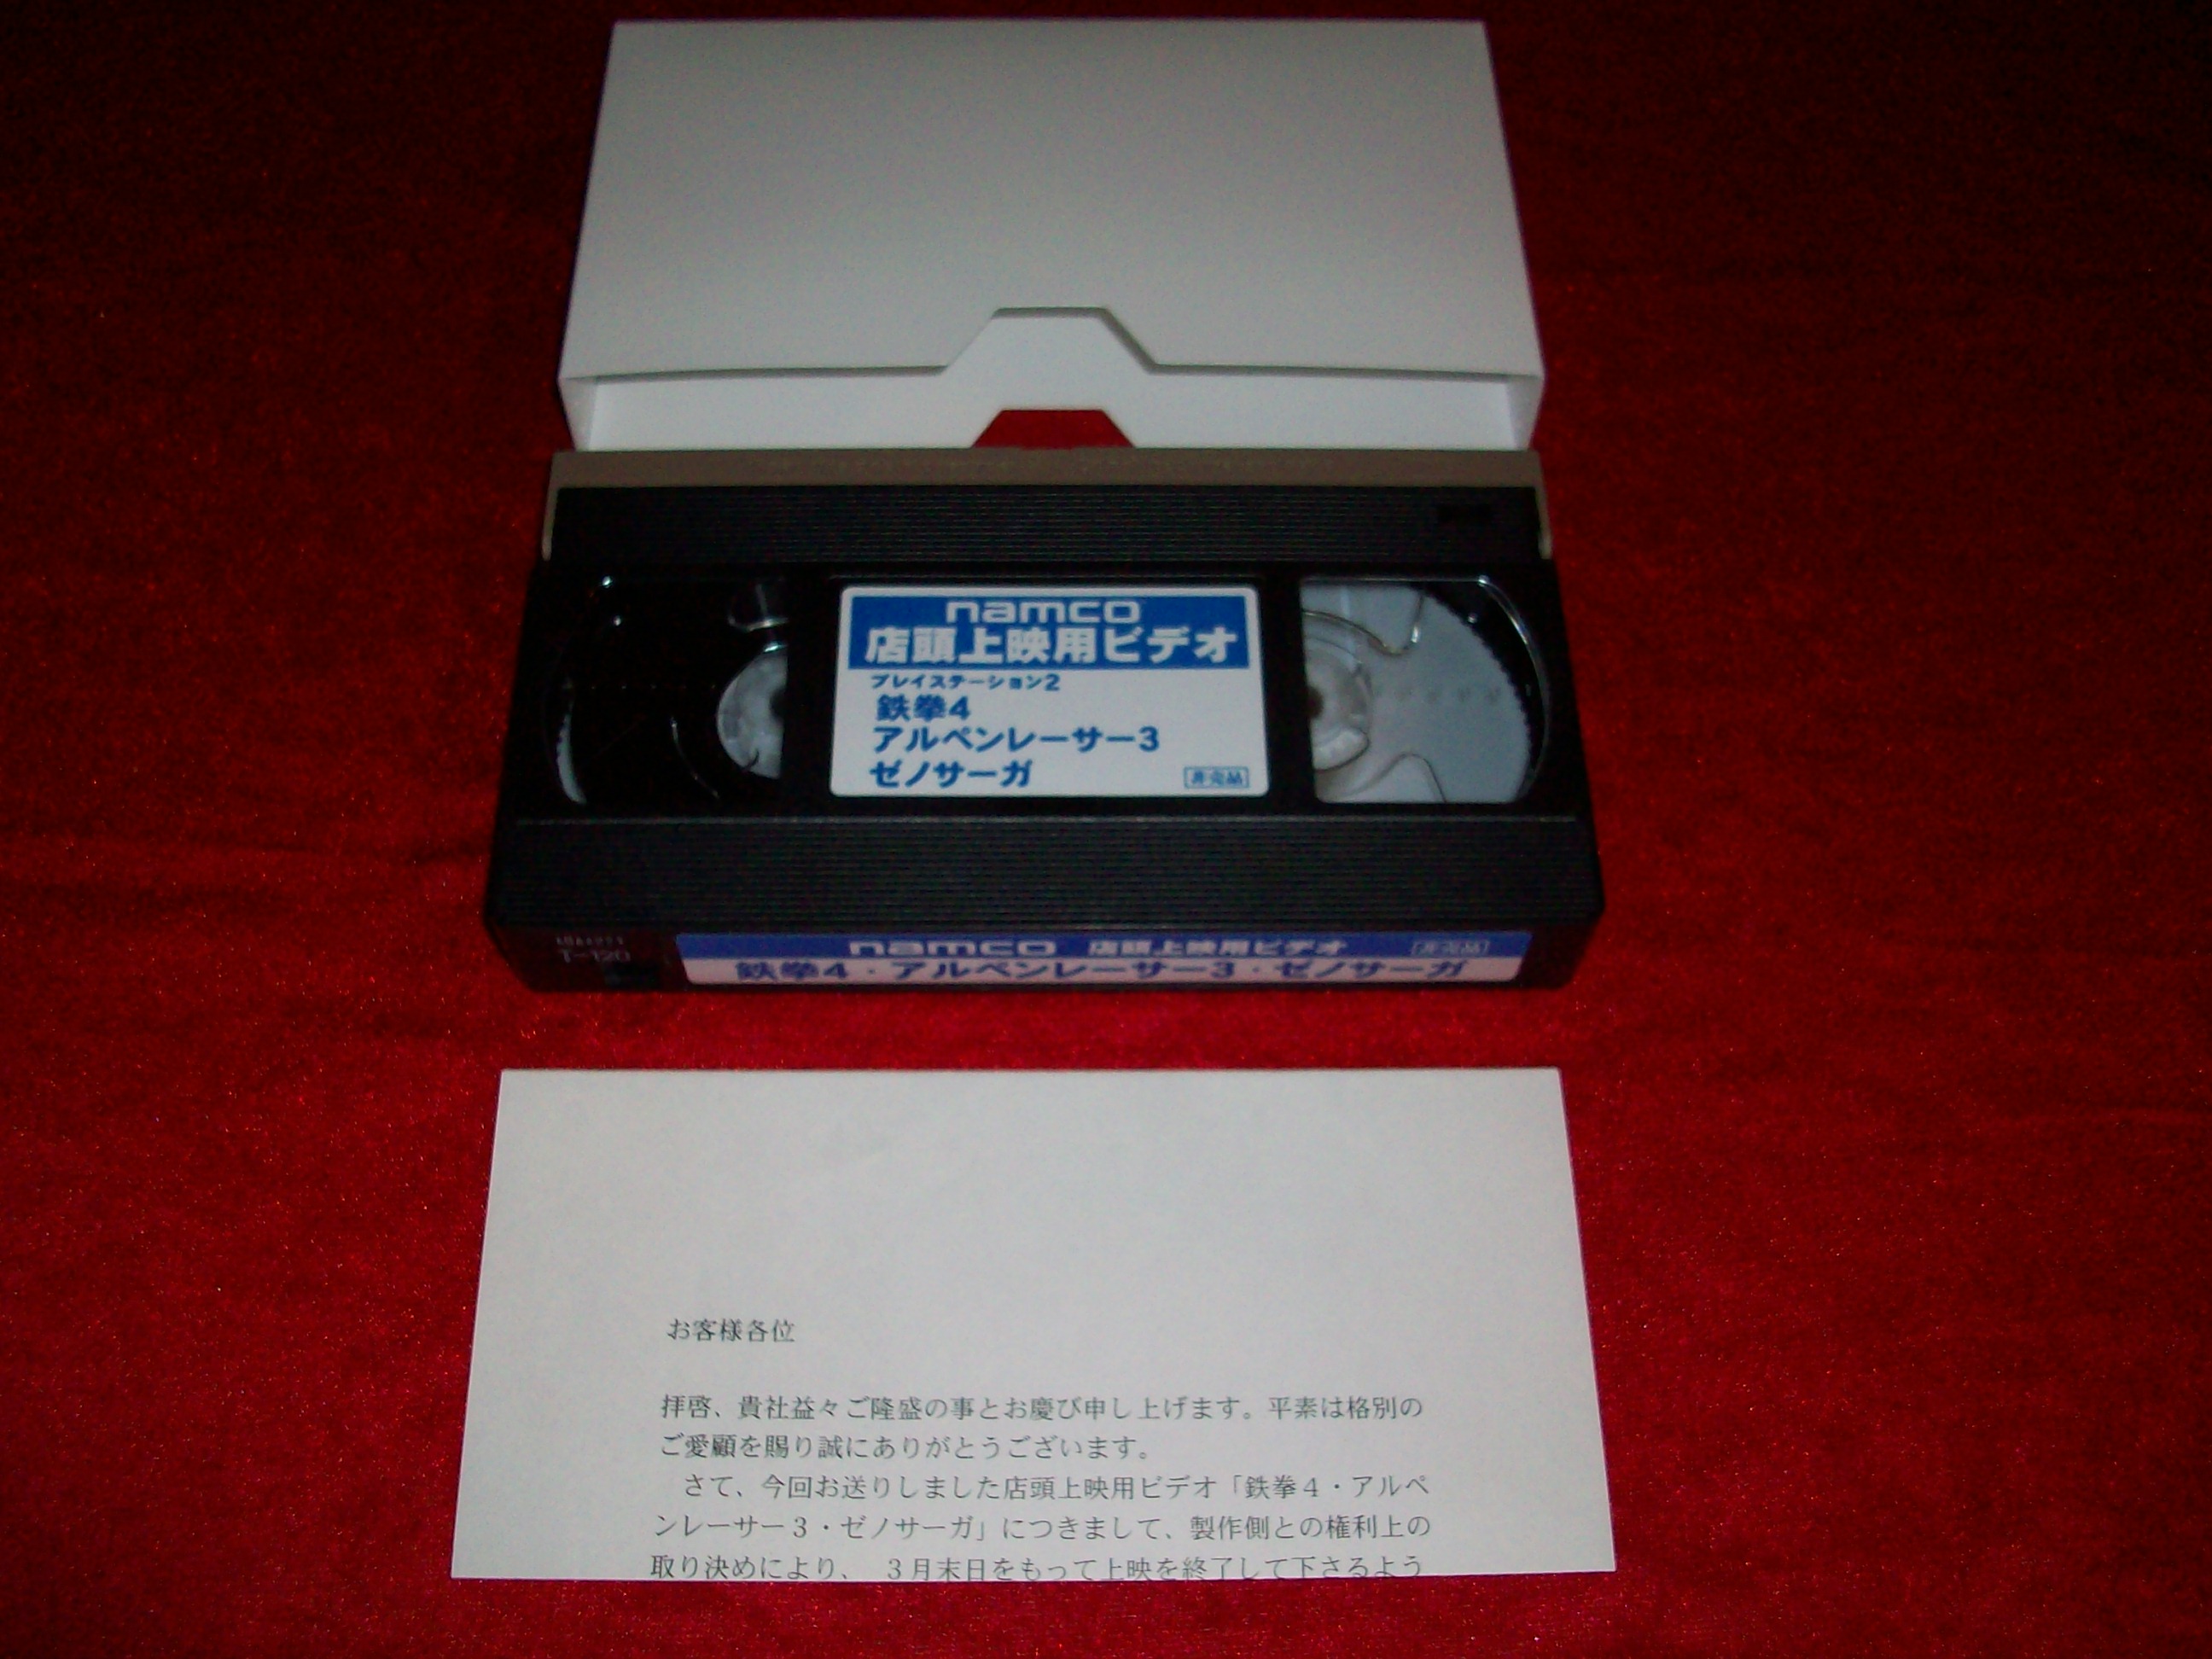 namco
店頭上映用ビデオ
プレイステーション2
鉄拳4
アルペンレーサー3
ゼノサーガ
非売品
T-120
namco 店頭上映用ビデオ 非売品
鉄拳4・アルペンレーサー3・ゼノサーガ
お客様各位
拝啓、貴社益々ご隆盛の事とお慶び申し上げます。平素は格別の
ご愛顧を賜り誠にありがとうございます。
さて、今回お送りしました店頭上映用ビデオ「鉄拳４・アルペ
ンレーサー３・ゼノサーガ」につきまして、製作側との権利上の
取り決めにより、　３月末日をもって上映を終了して下さるよう